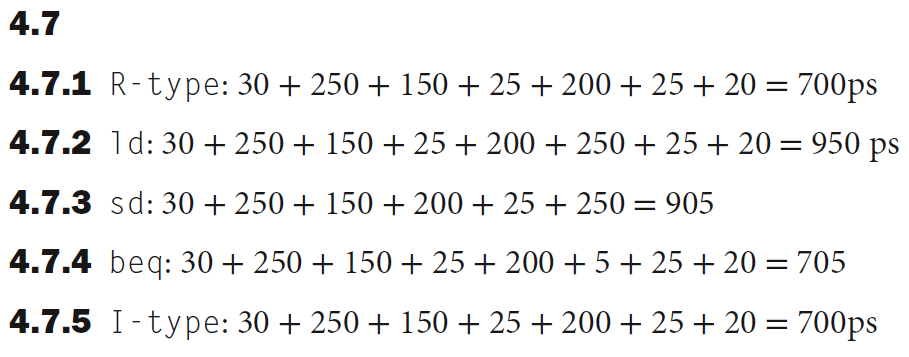 4.7
4.7.1 R-type: 30 + 250 + 150 + 25 + 200 + 25 + 20 = 700ps
4.7.2 ld: 30 + 250 + 150 + 25 + 200 + 250 + 25 + 20 = 950 ps
4.7.3 sd: 30 + 250 + 150 + 200 + 25 + 250 = 905
4.7.4 beq: 30 + 250 + 150 + 25 + 200 + 5 + 25 + 20 = 705
4.7.5 I-type: 30 + 250 + 150 + 25 + 200 + 25 + 20 = 700ps